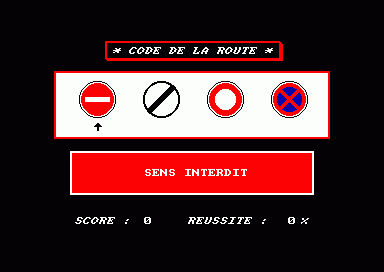 * CODE DE LA ROUTE *
SENS INTERDIT
SCORE : 0 REUSSITE : 0 %